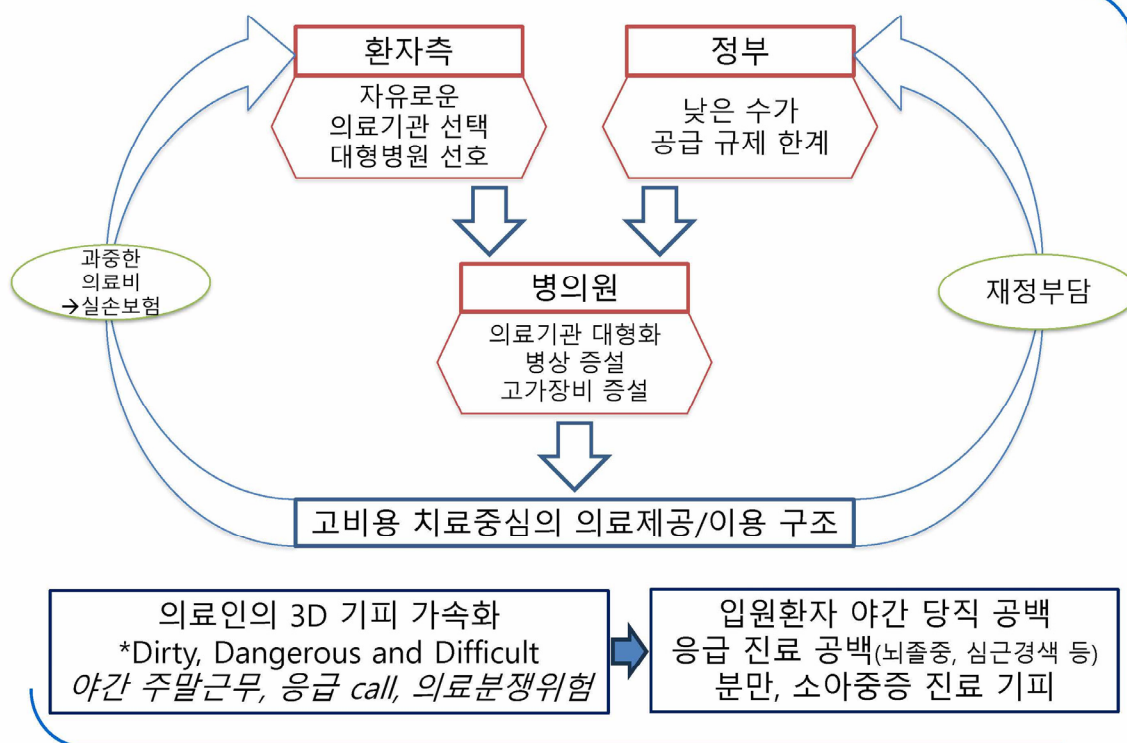 환자측
자유로운
의료기관 선택
대형병원 선호
정부
낮은 수가
공급 규제 한계
과중한
의료비
→실손보험
병의원
의료기관 대형화
병상 증설
고가장비 증설
재정부담
고비용 치료중심의 의료제공/이용 구조
의료인의 3D 기피 가속화
*Dirty, Dangerous and Difficult
야간 주말근무, 응급 call, 의료분쟁위험
입원환자 야간 당직 공백
응급 진료 공백(뇌졸중, 심근경색 등)
분만, 소아중증 진료 기피